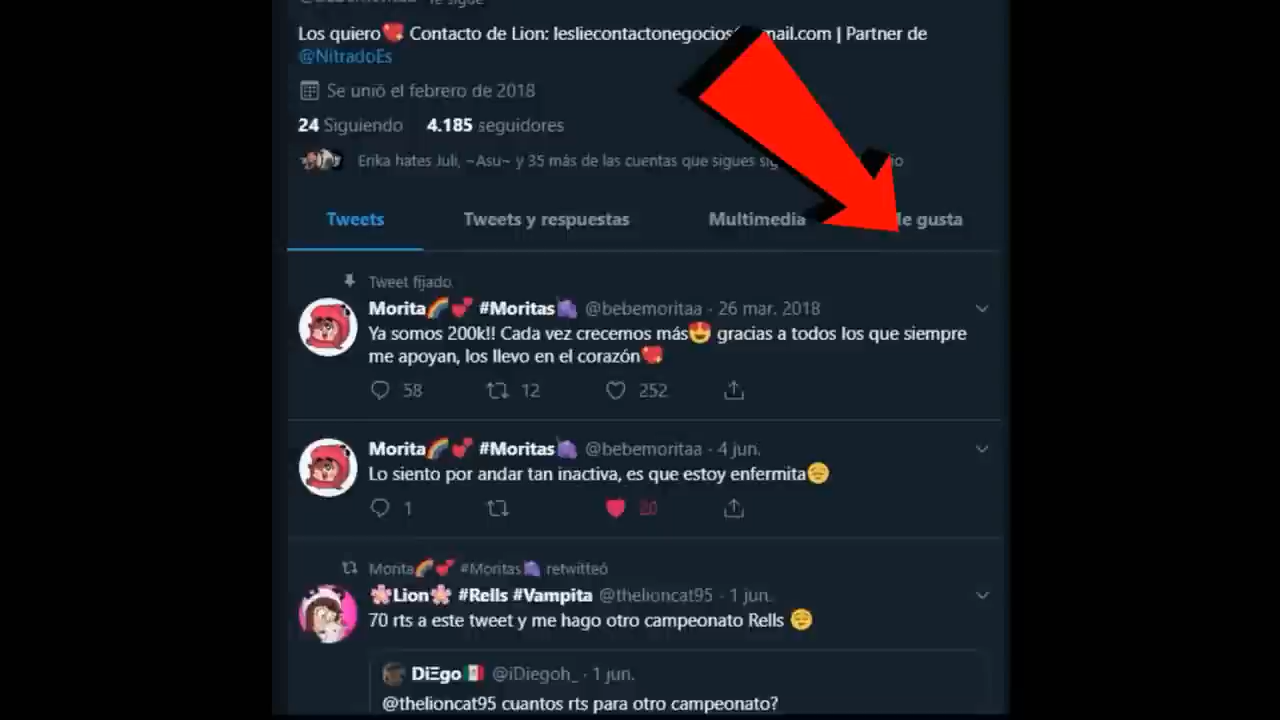 Te sigue
Los quiero💖 Contacto de Lion: lesliecontactonegocios mail.com | Partner de
@NitradoEs
Se unió el febrero de 2018
24 Siguiendo 4.185 seguidores
Erika hates Juli, ~Asu~ y 35 más de las cuentas que sigues
Tweets Tweets y respuestas Multimedia gusta
Tweet fijado
Morita🌈💕 #Moritas🍇 @bebemoritaa · 26 mar. 2018
Ya somos 200k!! Cada vez crecemos más😍 gracias a todos los que siempre
me apoyan, los llevo en el corazón💖
58 12 252
Morita🌈💕 #Moritas🍇 @bebemoritaa · 4 jun.
Lo siento por andar tan inactiva, es que estoy enfermita😔
1 20
Morita🌈💕 #Moritas🍇 retwitteó
🌸Lion🌸 #Rells #Vampita @thelioncat95 · 1 jun.
70 rts a este tweet y me hago otro campeonato Rells 😌
DiΞgo🇲🇽 @iDiegoh_ · 1 jun.
@thelioncat95 cuantos rts para otro campeonato?